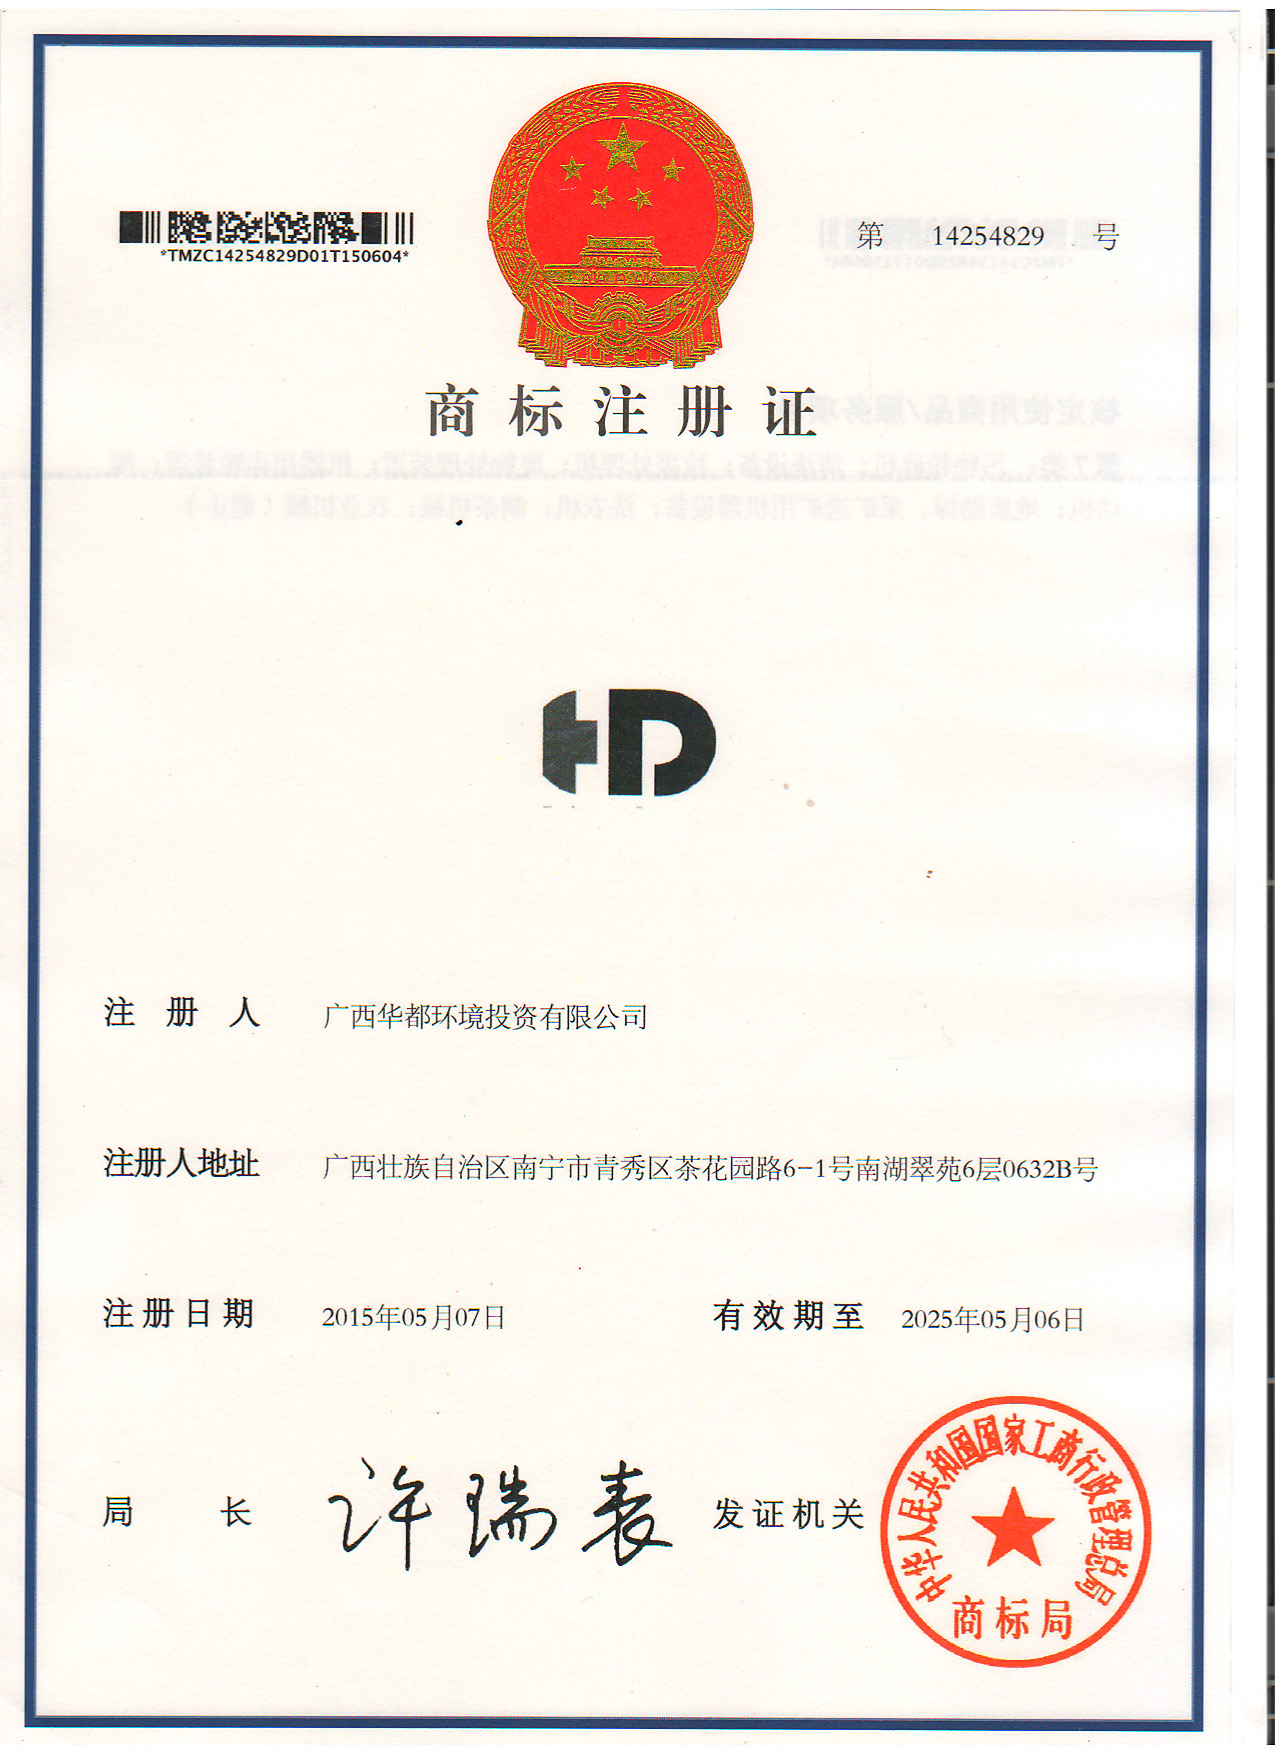 *TMZC14254829D01T150604*
第 14254829 号
商标注册证
HD
注册人 广西华都环境投资有限公司
注册人地址 广西壮族自治区南宁市青秀区茶花园路6-1号南湖翠苑6层0632B号
注册日期 2015年05月07日 有效期至 2025年05月06日
局长 许瑞表 发证机关
中华人民共和国国家工商行政管理总局
商标局